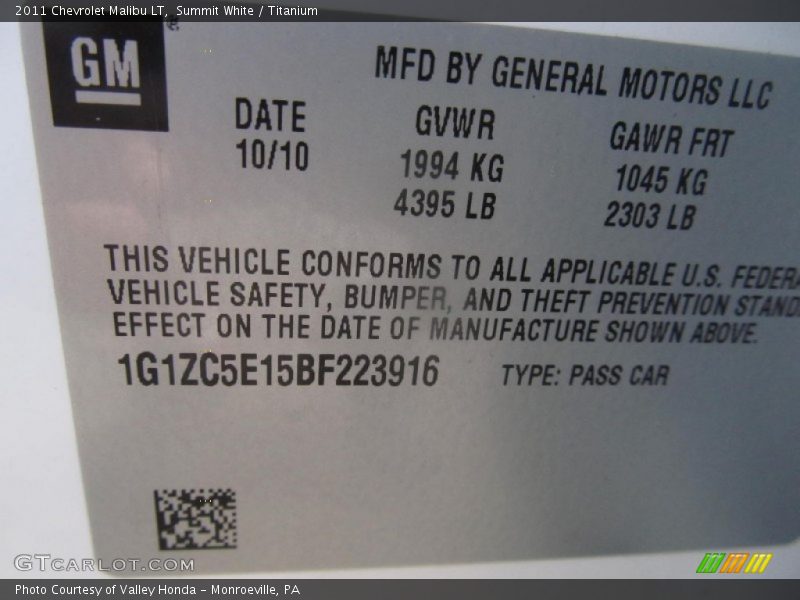 2011 Chevrolet Malibu LT, Summit White / Titanium
GM
MFD BY GENERAL MOTORS LLC
DATE GVWR GAWR FRT
10/10 1994 KG 1045 KG
4395 LB 2303 LB
THIS VEHICLE CONFORMS TO ALL APPLICABLE U.S. FEDERA
VEHICLE SAFETY, BUMPER, AND THEFT PREVENTION STAND
EFFECT ON THE DATE OF MANUFACTURE SHOWN ABOVE.
1G1ZC5E15BF223916 TYPE: PASS CAR
GTCARLOT.COM
Photo Courtesy of Valley Honda - Monroeville, PA